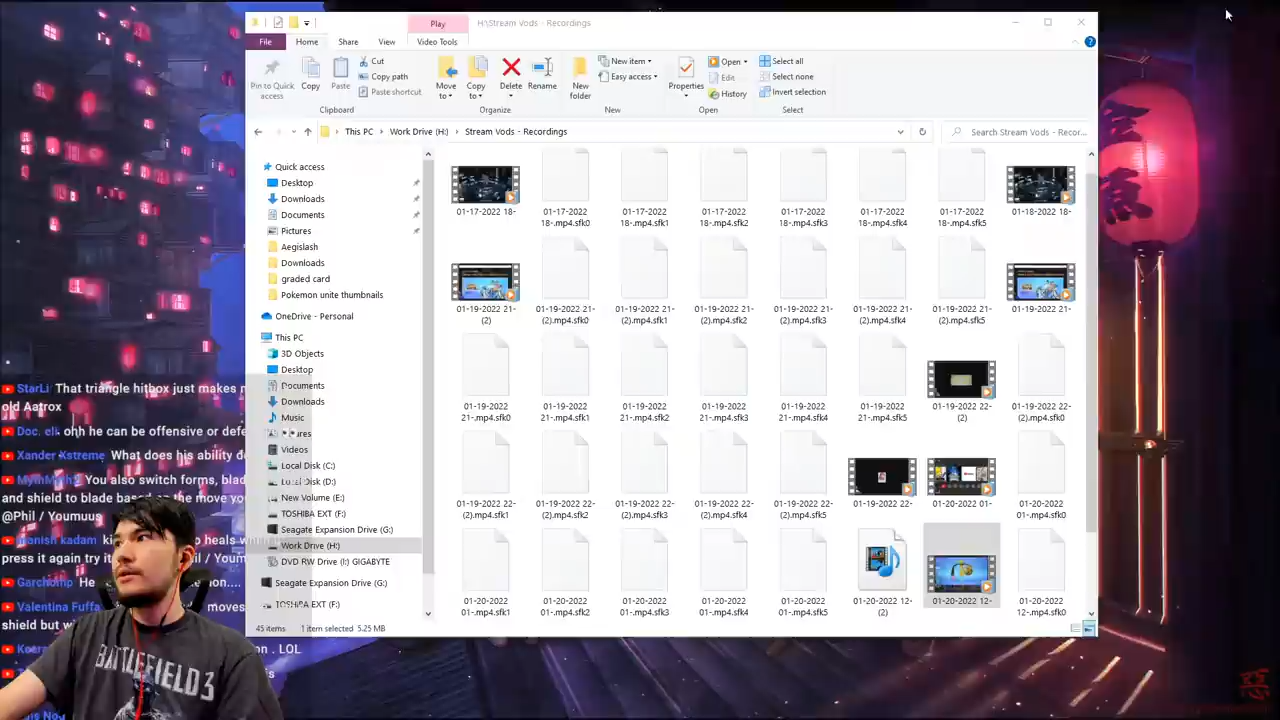 Play
H:\Stream Vods - Recordings
File
Home
Share
View
Video Tools
Pin to Quick
access
Copy
Paste
Cut
Copy path
Paste shortcut
Clipboard
Move
to
Copy
to
Delete
Rename
Organize
New
folder
New item
Easy access
New
Properties
Open
Edit
History
Open
Select all
Select none
Invert selection
Select
This PC > Work Drive (H:) > Stream Vods - Recordings
Search Stream Vods - Recor...
Quick access
Desktop
Downloads
Documents
Pictures
Aegislash
Downloads
graded card
Pokemon unite thumbnails
OneDrive - Personal
This PC
3D Objects
Desktop
Documents
Downloads
Music
Videos
Local Disk (C:)
Local Disk (D:)
New Volume (E:)
TOSHIBA EXT (F:)
Seagate Expansion Drive (G:)
Work Drive (H:)
DVD RW Drive (I:) GIGABYTE
Seagate Expansion Drive (G:)
TOSHIBA EXT (F:)
01-17-2022 18-
01-17-2022
18-.mp4.sfk0
01-17-2022
18-.mp4.sfk1
01-17-2022
18-.mp4.sfk2
01-17-2022
18-.mp4.sfk3
01-17-2022
18-.mp4.sfk4
01-17-2022
18-.mp4.sfk5
01-18-2022 18-
01-19-2022 21-
(2)
01-19-2022 21-
(2).mp4.sfk0
01-19-2022 21-
(2).mp4.sfk1
01-19-2022 21-
(2).mp4.sfk2
01-19-2022 21-
(2).mp4.sfk3
01-19-2022 21-
(2).mp4.sfk4
01-19-2022 21-
(2).mp4.sfk5
01-19-2022 21-
01-19-2022
21-.mp4.sfk0
01-19-2022
21-.mp4.sfk1
01-19-2022
21-.mp4.sfk2
01-19-2022
21-.mp4.sfk3
01-19-2022
21-.mp4.sfk4
01-19-2022
21-.mp4.sfk5
01-19-2022 22-
(2)
01-19-2022 22-
(2).mp4.sfk0
01-19-2022 22-
(2).mp4.sfk1
01-19-2022 22-
(2).mp4.sfk2
01-19-2022 22-
(2).mp4.sfk3
01-19-2022 22-
(2).mp4.sfk4
01-19-2022 22-
(2).mp4.sfk5
01-19-2022 22-
01-20-2022 01-
01-20-2022
01-.mp4.sfk0
01-20-2022
01-.mp4.sfk1
01-20-2022
01-.mp4.sfk2
01-20-2022
01-.mp4.sfk3
01-20-2022
01-.mp4.sfk4
01-20-2022
01-.mp4.sfk5
01-20-2022 12-
(2)
01-20-2022 12-
01-20-2022
12-.mp4.sfk0
45 items
1 item selected 5.25 MB
StarLi That triangle hitbox just makes
old Aatrox
Doc. eli ohh he can be offensive or defe
Xander Xstreme What does his ability d
You also switch forms, blad
and shield to blade based on the move yo
@Phil / Youmus
to heals
press it again try it
Phil / Youm
Garchomp He
Valentina Fuffa
moves
shield but w
on . LOL
BATTLEFIELD 3
惡